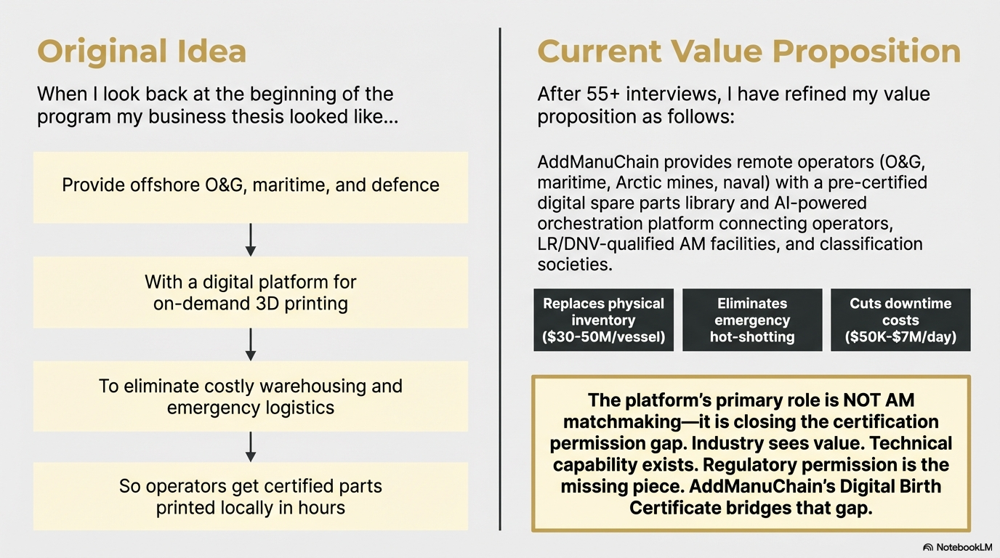 Original Idea
When I look back at the beginning of the
program my business thesis looked like...
Provide offshore O&G, maritime, and defence
With a digital platform for
on-demand 3D printing
To eliminate costly warehousing and
emergency logistics
So operators get certified parts
printed locally in hours
Current Value Proposition
After 55+ interviews, I have refined my value
proposition as follows:
AddManuChain provides remote operators (O&G,
maritime, Arctic mines, naval) with a pre-certified
digital spare parts library and AI-powered
orchestration platform connecting operators,
LR/DNV-qualified AM facilities, and classification
societies.
Replaces physical
inventory
($30-50M/vessel)
Eliminates
emergency
hot-shotting
Cuts downtime
costs
($50K-$7M/day)
The platform's primary role is NOT AM
matchmaking—it is closing the certification
permission gap. Industry sees value. Technical
capability exists. Regulatory permission is the
missing piece. AddManuChain's Digital Birth
Certificate bridges that gap.
NotebookLM